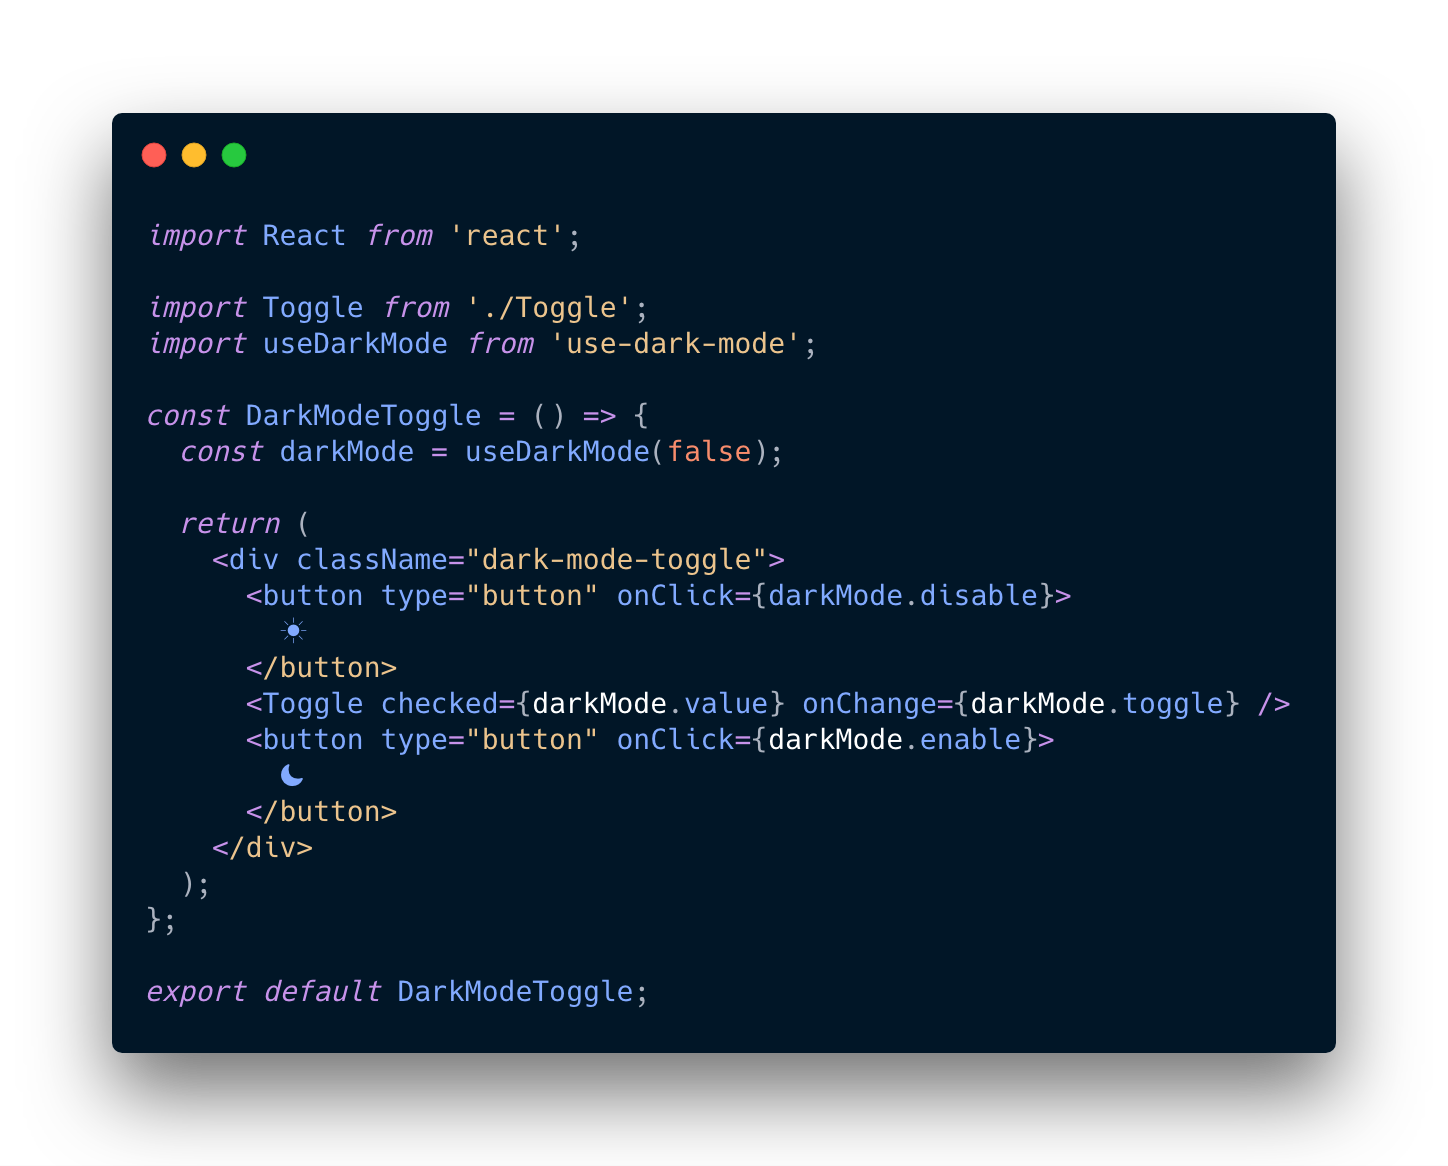 import React from 'react';

import Toggle from './Toggle';
import useDarkMode from 'use-dark-mode';

const DarkModeToggle = () => {
  const darkMode = useDarkMode(false);

  return (
    <div className="dark-mode-toggle">
      <button type="button" onClick={darkMode.disable}>
        ☀
      </button>
      <Toggle checked={darkMode.value} onChange={darkMode.toggle} />
      <button type="button" onClick={darkMode.enable}>
        ☾
      </button>
    </div>
  );
};

export default DarkModeToggle;